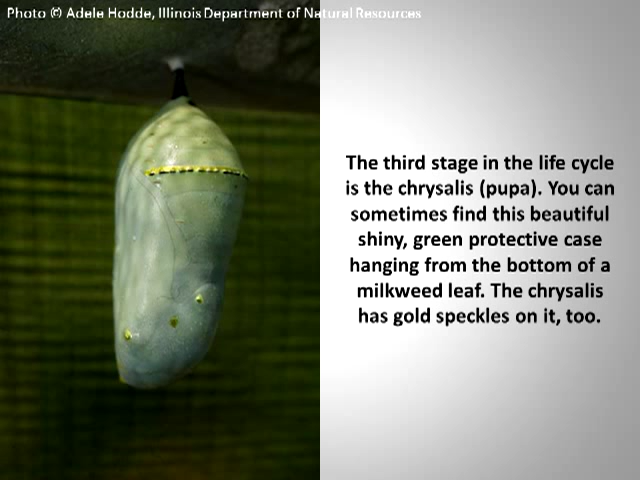 Photo © Adele Hodde, Illinois Department of Natural Resources
The third stage in the life cycle
is the chrysalis (pupa). You can
sometimes find this beautiful
shiny, green protective case
hanging from the bottom of a
milkweed leaf. The chrysalis
has gold speckles on it, too.